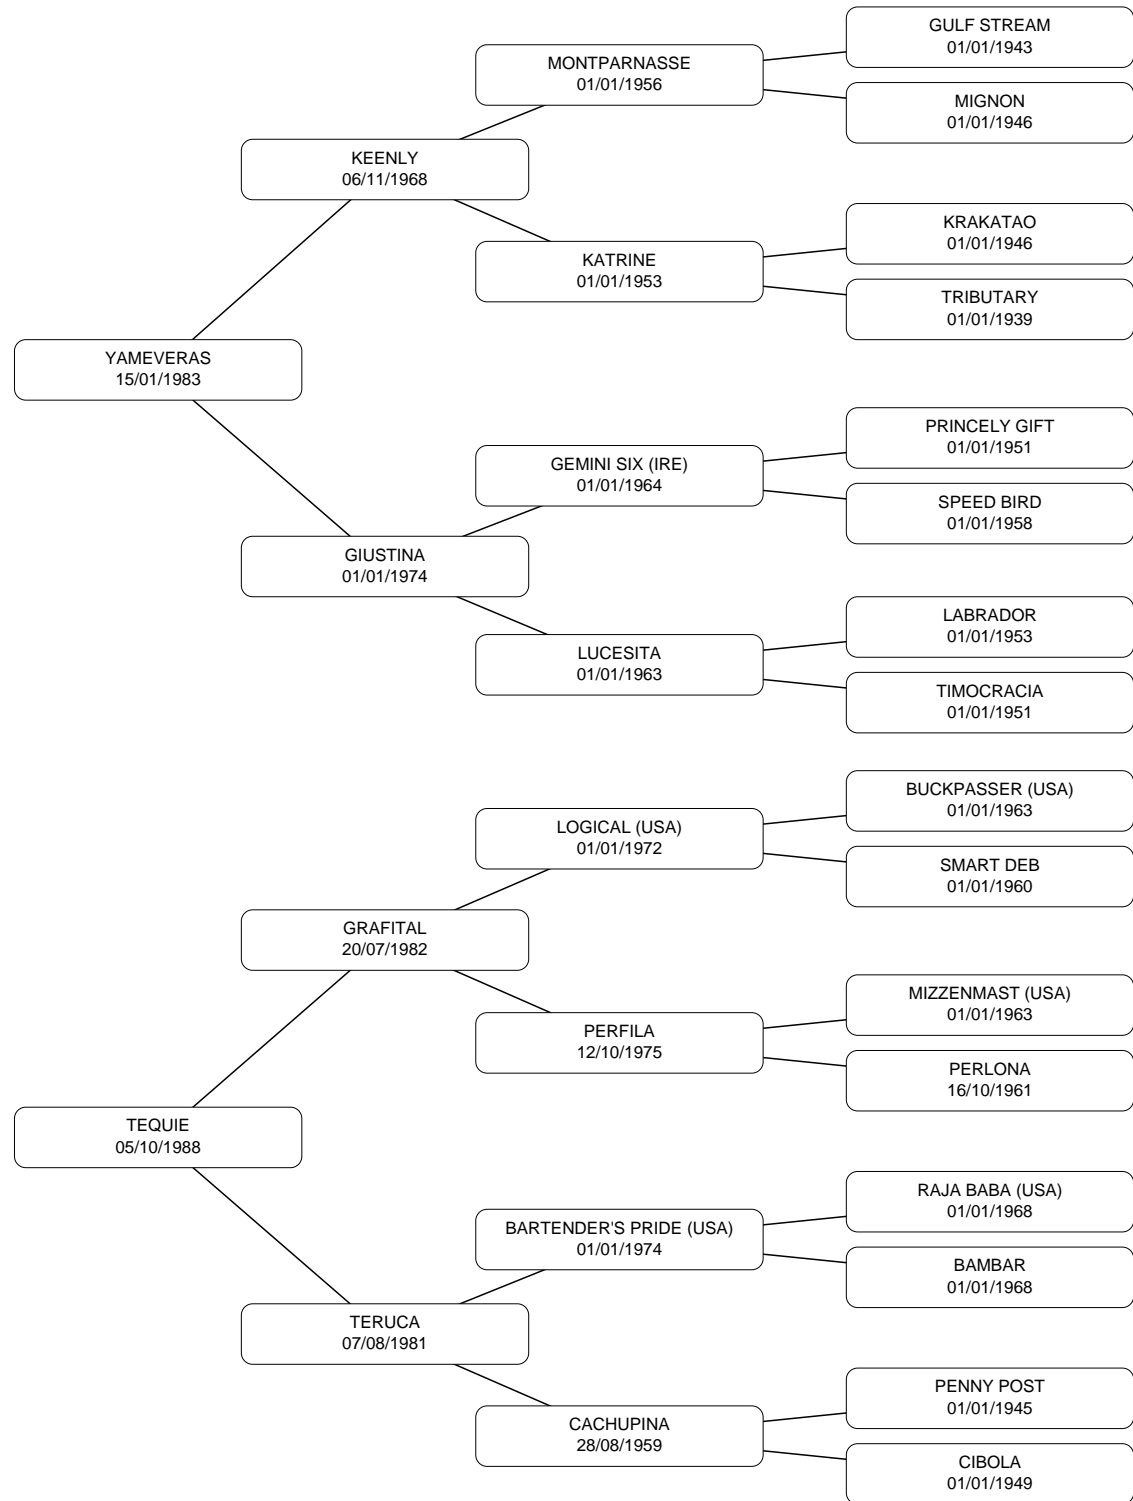 GULF STREAM
01/01/1943
MONTPARNASSE
01/01/1956
MIGNON
01/01/1946
KEENLY
06/11/1968
KRAKATAO
01/01/1946
KATRINE
01/01/1953
TRIBUTARY
01/01/1939
YAMEVERAS
15/01/1983
PRINCELY GIFT
01/01/1951
GEMINI SIX (IRE)
01/01/1964
SPEED BIRD
01/01/1958
GIUSTINA
01/01/1974
LABRADOR
01/01/1953
LUCESITA
01/01/1963
TIMOCRACIA
01/01/1951
BUCKPASSER (USA)
01/01/1963
LOGICAL (USA)
01/01/1972
SMART DEB
01/01/1960
GRAFITAL
20/07/1982
MIZZENMAST (USA)
01/01/1963
PERFILA
12/10/1975
PERLONA
16/10/1961
TEQUIE
05/10/1988
RAJA BABA (USA)
01/01/1968
BARTENDER'S PRIDE (USA)
01/01/1974
BAMBAR
01/01/1968
TERUCA
07/08/1981
PENNY POST
01/01/1945
CACHUPINA
28/08/1959
CIBOLA
01/01/1949